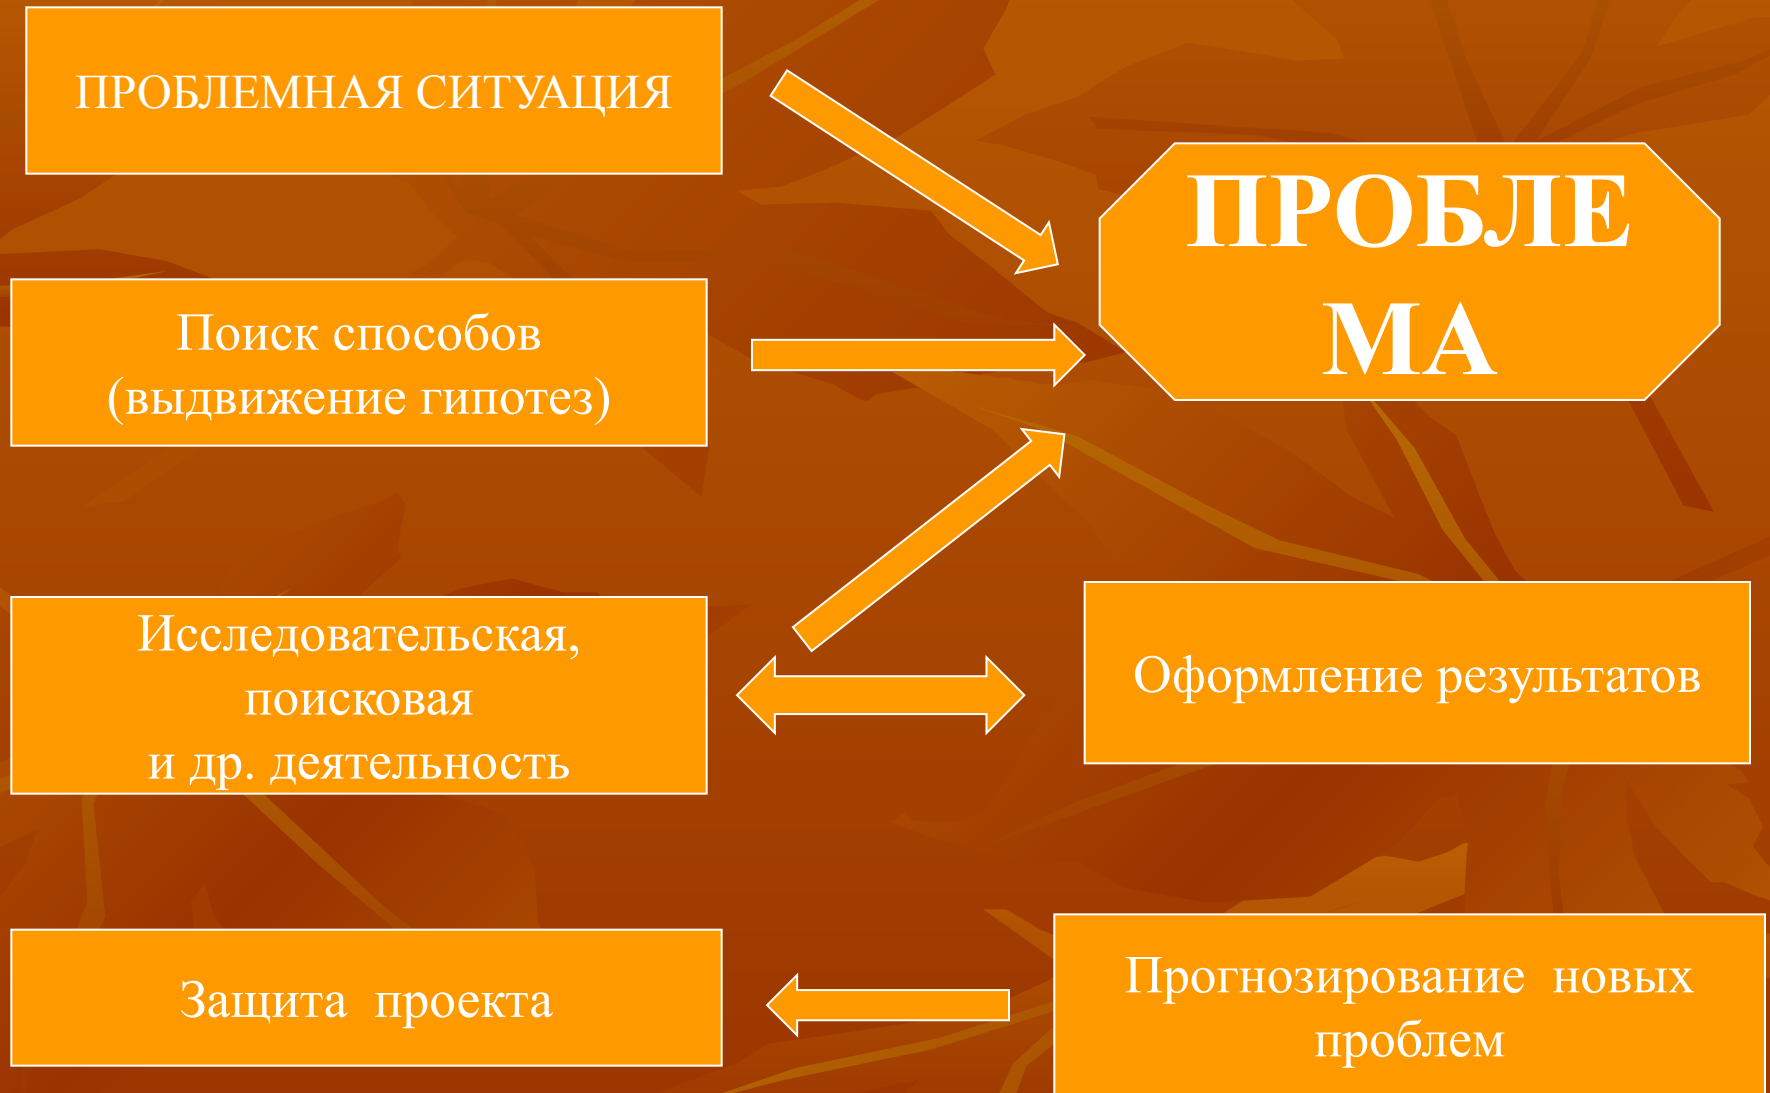 ПРОБЛЕМНАЯ СИТУАЦИЯ
ПРОБЛЕ
МА
Поиск способов
(выдвижение гипотез)
Исследовательская,
поисковая
и др. деятельность
Оформление результатов
Защита проекта
Прогнозирование новых
проблем